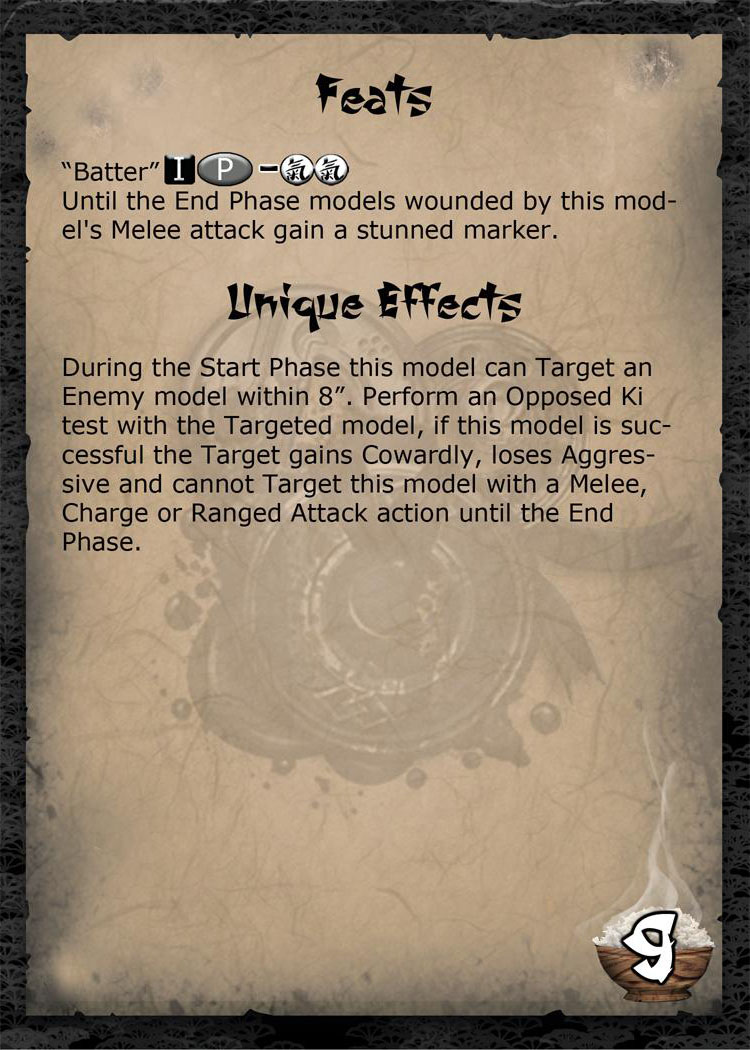 Feats
“Batter” I P -氣氣
Until the End Phase models wounded by this mod-
el's Melee attack gain a stunned marker.
Unique Effects
During the Start Phase this model can Target an
Enemy model within 8”. Perform an Opposed Ki
test with the Targeted model, if this model is suc-
cessful the Target gains Cowardly, loses Aggres-
sive and cannot Target this model with a Melee,
Charge or Ranged Attack action until the End
Phase.
9